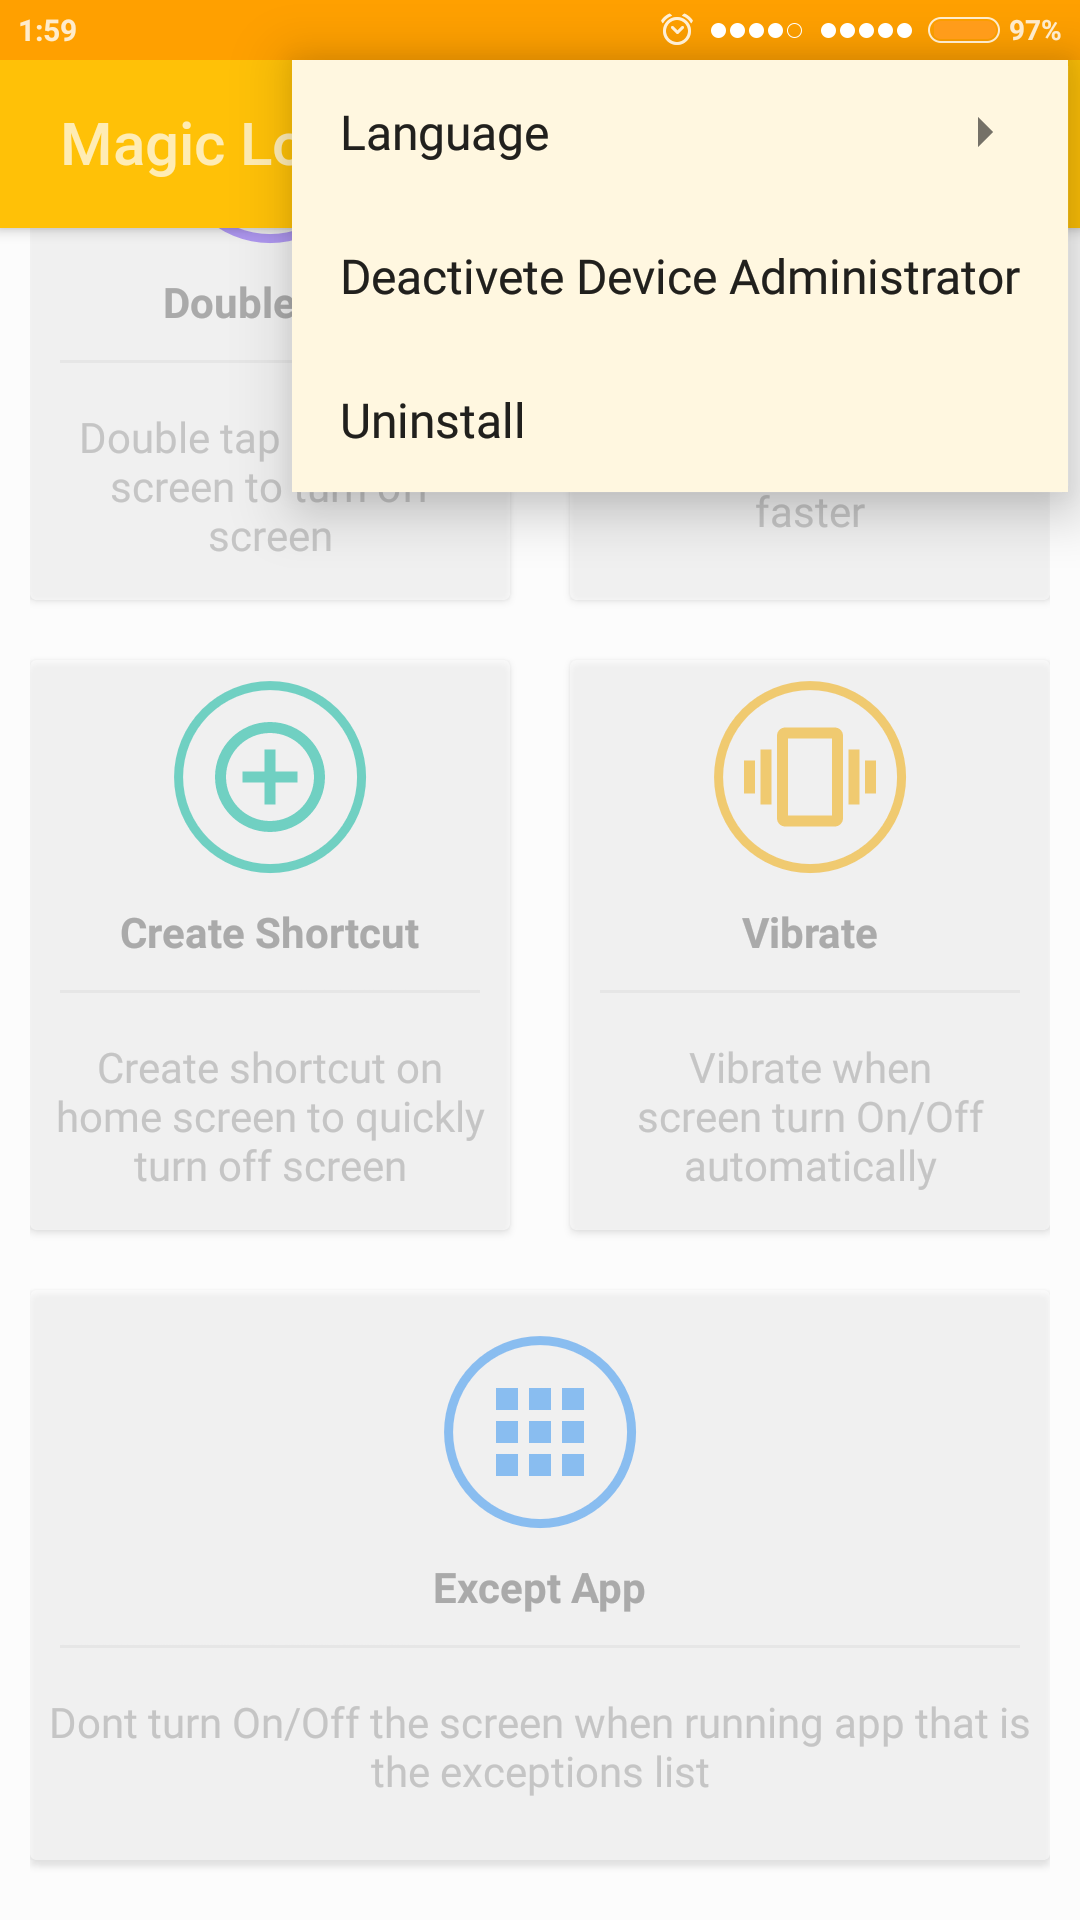 1:59
97%
Magic Lo
Language
Deactivete Device Administrator
Uninstall
Double
Double tap
screen to turn off
screen
faster
Create Shortcut
Create shortcut on
home screen to quickly
turn off screen
Vibrate
Vibrate when
screen turn On/Off
automatically
Except App
Dont turn On/Off the screen when running app that is
the exceptions list